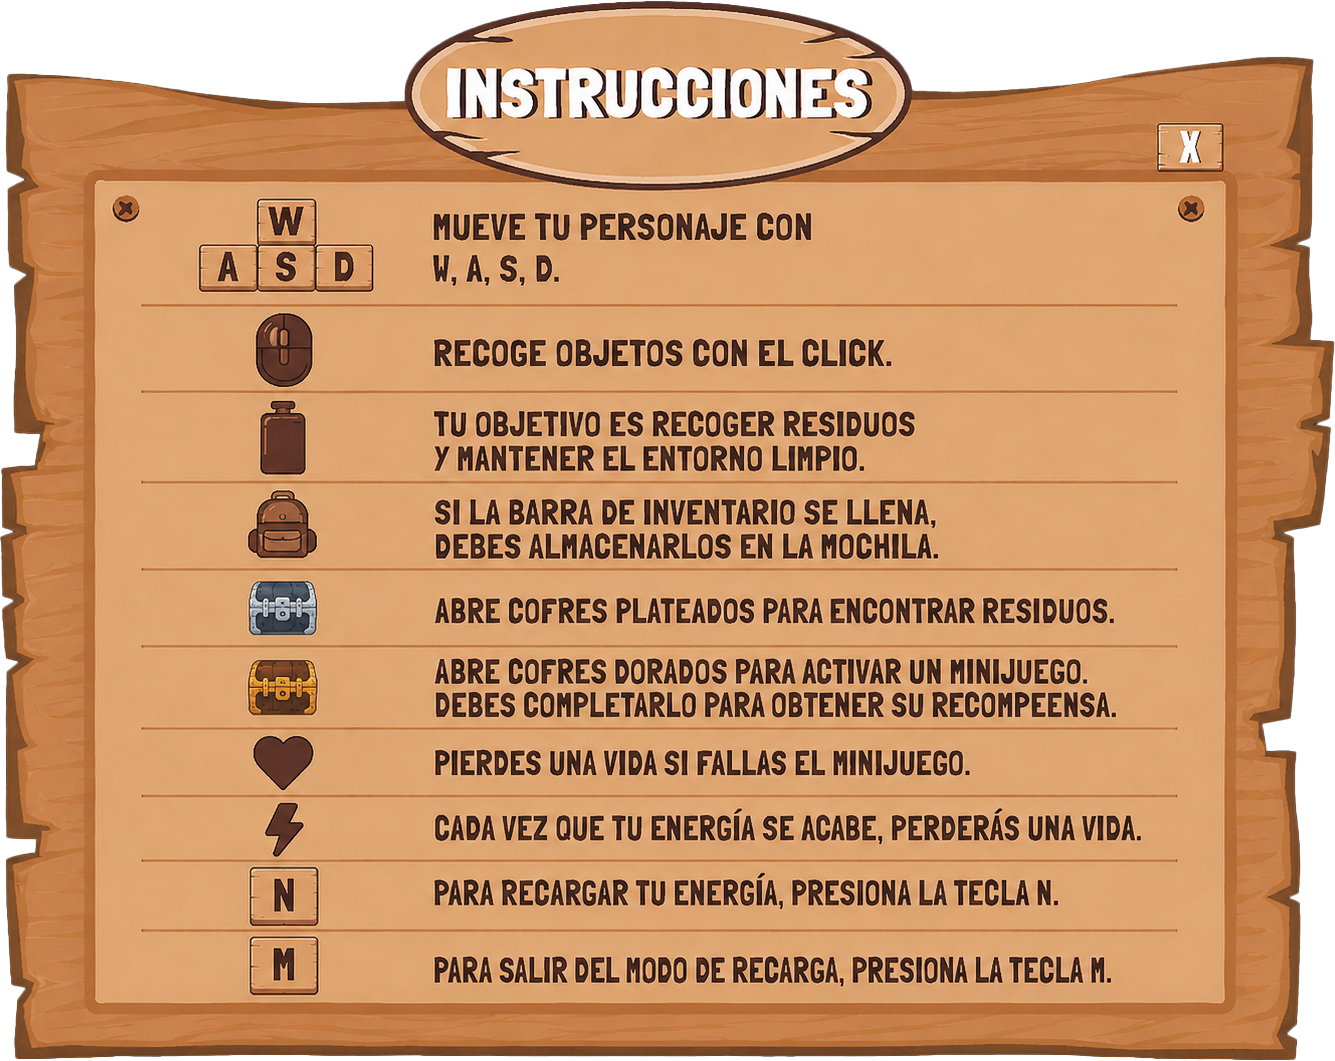 INSTRUCCIONES
X
W
A S D
MUEVE TU PERSONAJE CON
W, A, S, D.
RECOGE OBJETOS CON EL CLICK.
TU OBJETIVO ES RECOGER RESIDUOS
Y MANTENER EL ENTORNO LIMPIO.
SI LA BARRA DE INVENTARIO SE LLENA,
DEBES ALMACENARLOS EN LA MOCHILA.
ABRE COFRES PLATEADOS PARA ENCONTRAR RESIDUOS.
ABRE COFRES DORADOS PARA ACTIVAR UN MINIJUEGO.
DEBES COMPLETARLO PARA OBTENER SU RECOMPEENSA.
PIERDES UNA VIDA SI FALLAS EL MINIJUEGO.
CADA VEZ QUE TU ENERGÍA SE ACABE, PERDERÁS UNA VIDA.
N
PARA RECARGAR TU ENERGÍA, PRESIONA LA TECLA N.
M
PARA SALIR DEL MODO DE RECARGA, PRESIONA LA TECLA M.